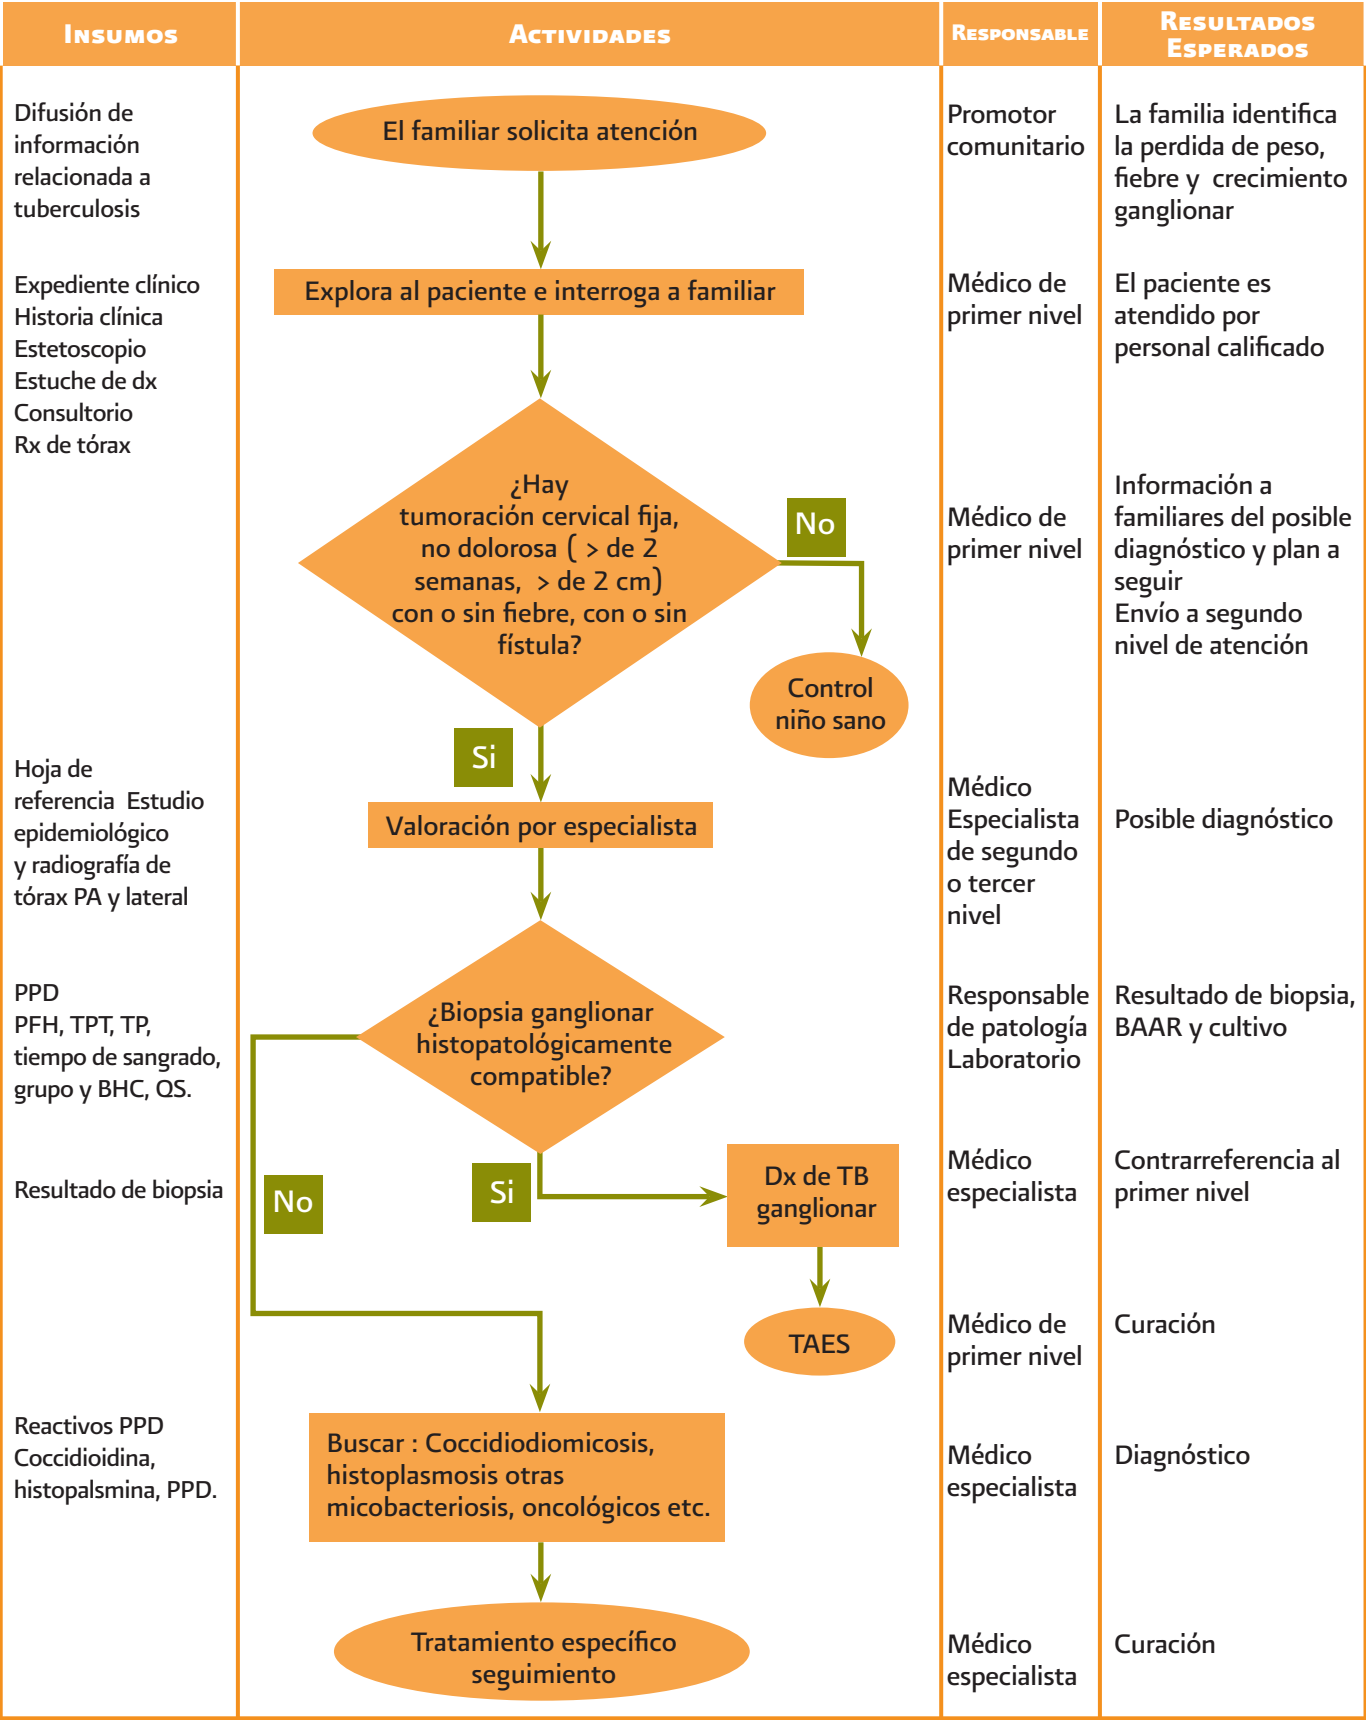 INSUMOS
ACTIVIDADES
RESPONSABLE
RESULTADOS
ESPERADOS
Difusión de
información
relacionada a
tuberculosis
El familiar solicita atención
Promotor
comunitario
La familia identifica
la perdida de peso,
fiebre y crecimiento
ganglionar
Expediente clínico
Historia clínica
Estetoscopio
Estuche de dx
Consultorio
Rx de tórax
Explora al paciente e interroga a familiar
Médico de
primer nivel
El paciente es
atendido por
personal calificado
¿Hay
tumoración cervical fija,
no dolorosa ( > de 2
semanas, > de 2 cm)
con o sin fiebre, con o sin
fístula?
No
Control
niño sano
Médico de
primer nivel
Información a
familiares del posible
diagnóstico y plan a
seguir
Envío a segundo
nivel de atención
Si
Hoja de
referencia Estudio
epidemiológico
y radiografía de
tórax PA y lateral
Valoración por especialista
Médico
Especialista
de segundo
o tercer
nivel
Posible diagnóstico
PPD
PFH, TPT, TP,
tiempo de sangrado,
grupo y BHC, QS.
¿Biopsia ganglionar
histopatológicamente
compatible?
Responsable
de patología
Laboratorio
Resultado de biopsia,
BAAR y cultivo
Resultado de biopsia
No
Si
Dx de TB
ganglionar
Médico
especialista
Contrarreferencia al
primer nivel
TAES
Médico de
primer nivel
Curación
Reactivos PPD
Coccidioidina,
histopalsmina, PPD.
Buscar : Coccidiodiomicosis,
histoplasmosis otras
micobacteriosis, oncológicos etc.
Médico
especialista
Diagnóstico
Tratamiento específico
seguimiento
Médico
especialista
Curación